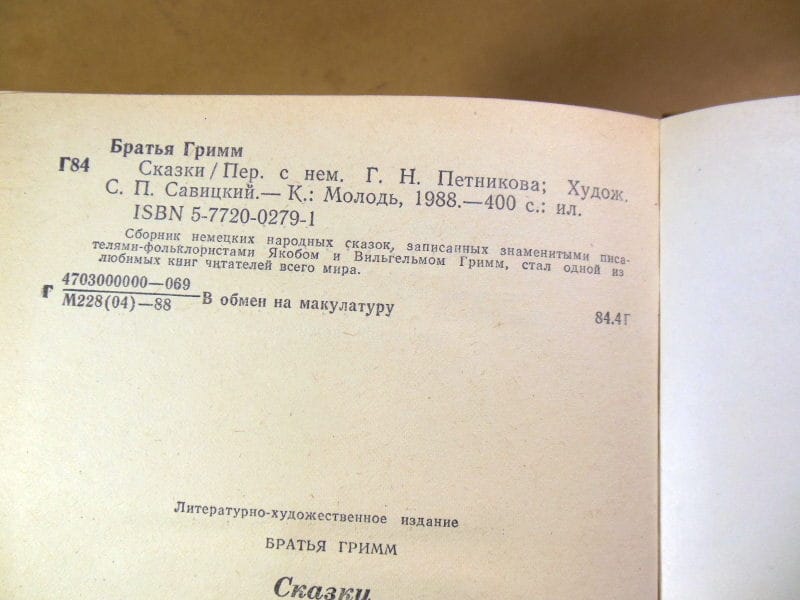 Братья Гримм
Г84 Сказки / Пер. с нем. Г. Н. Петникова; Худож.
С. П. Савицкий.— К.: Молодь, 1988.—400 с.: ил.
ISBN 5-7720-0279-1
Сборник немецких народных сказок, записанных знаменитыми писа-
телями-фольклористами Якобом и Вильгельмом Гримм, стал одной из
любимых книг читателей всего мира.
4703000000—069
Г М228(04)—88 В обмен на макулатуру
84.4Г
Литературно-художественное издание
БРАТЬЯ ГРИММ
Сказки